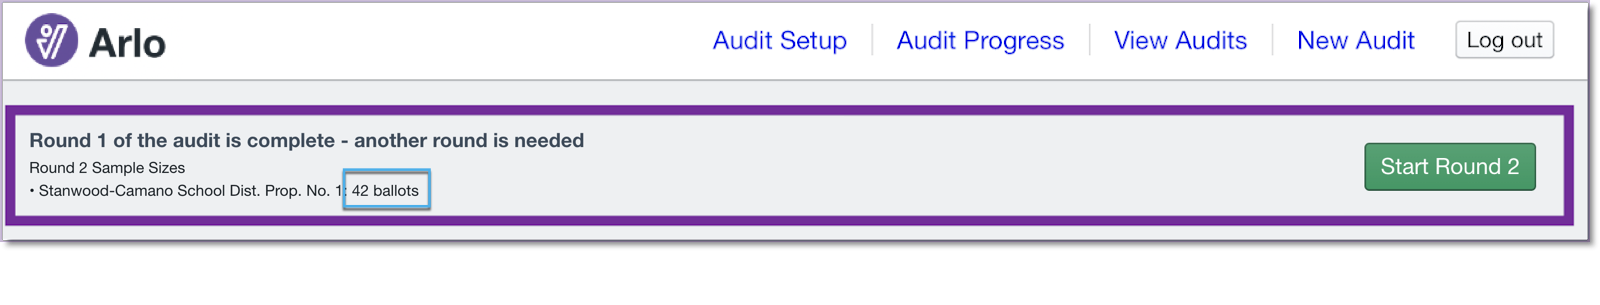 Arlo
Audit Setup
Audit Progress
View Audits
New Audit
Log out
Round 1 of the audit is complete - another round is needed
Round 2 Sample Sizes
• Stanwood-Camano School Dist. Prop. No. 1: 42 ballots
Start Round 2